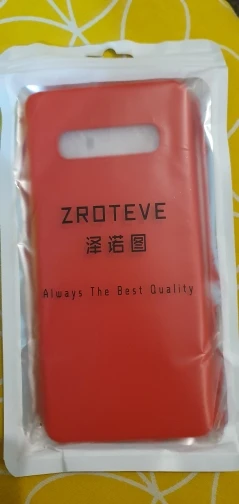 ZROTEVE
泽诺图
Always The Best Quality